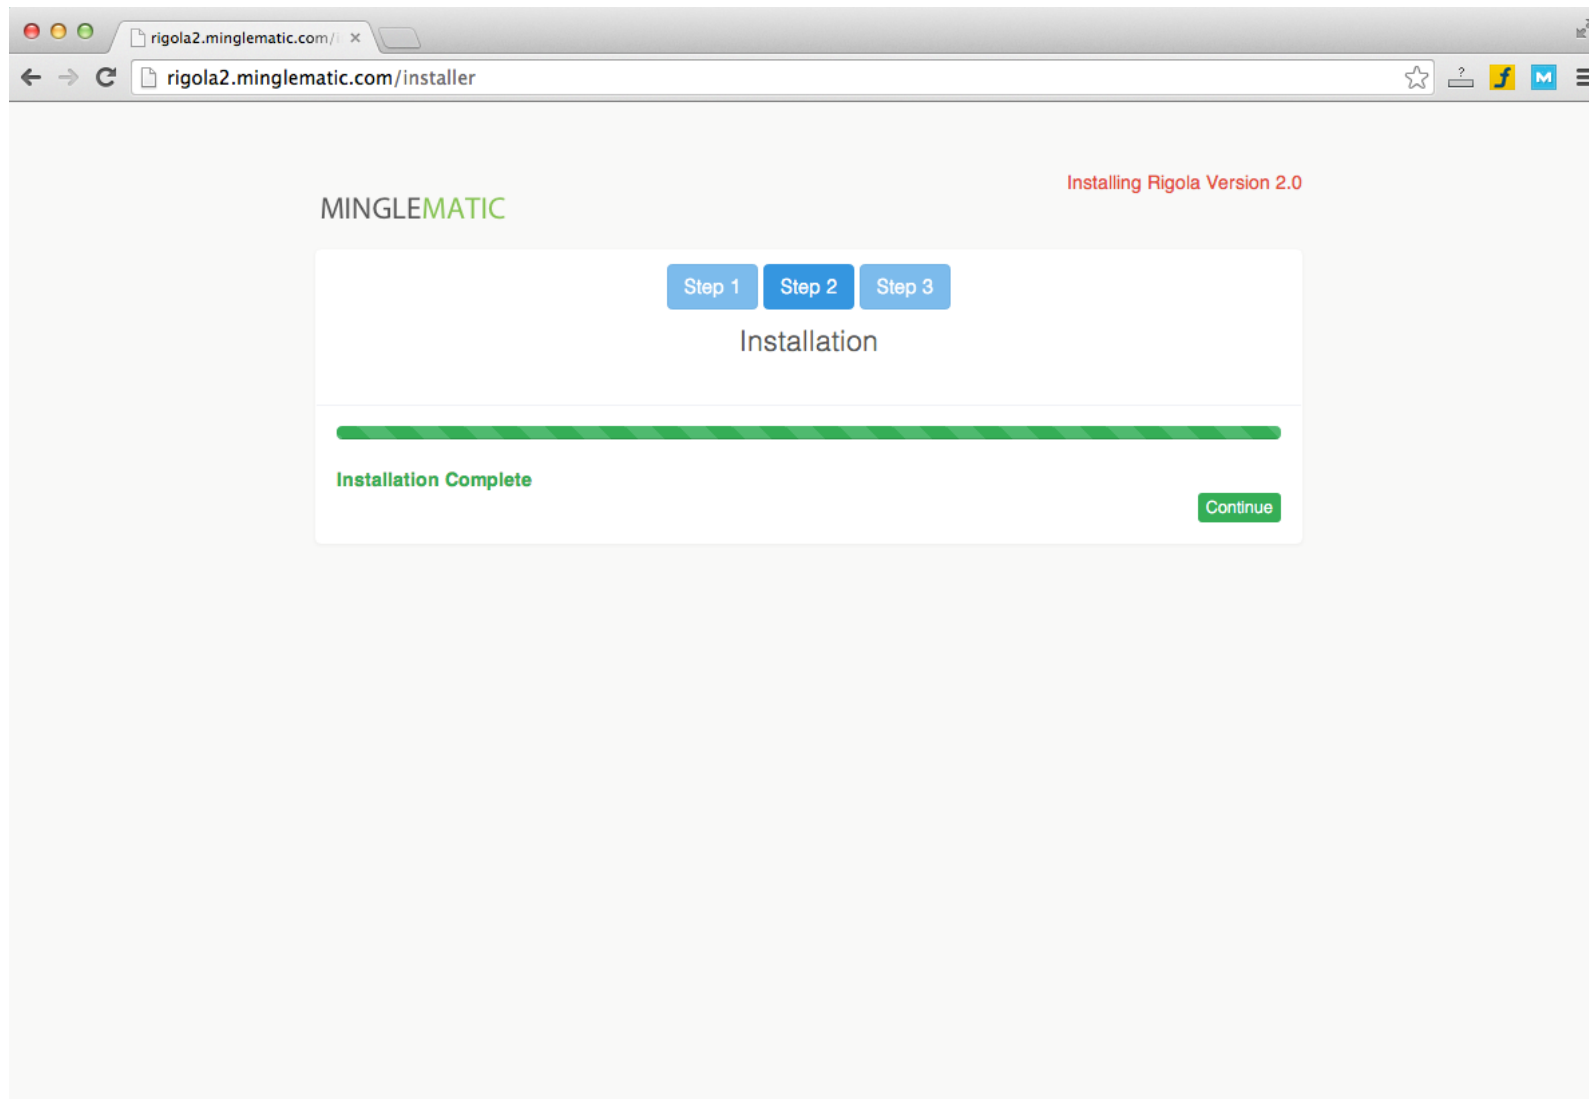 rigola2.minglematic.com/i
rigola2.minglematic.com/installer
Installing Rigola Version 2.0
MINGLEMATIC
Step 1 Step 2 Step 3
Installation
Installation Complete
Continue